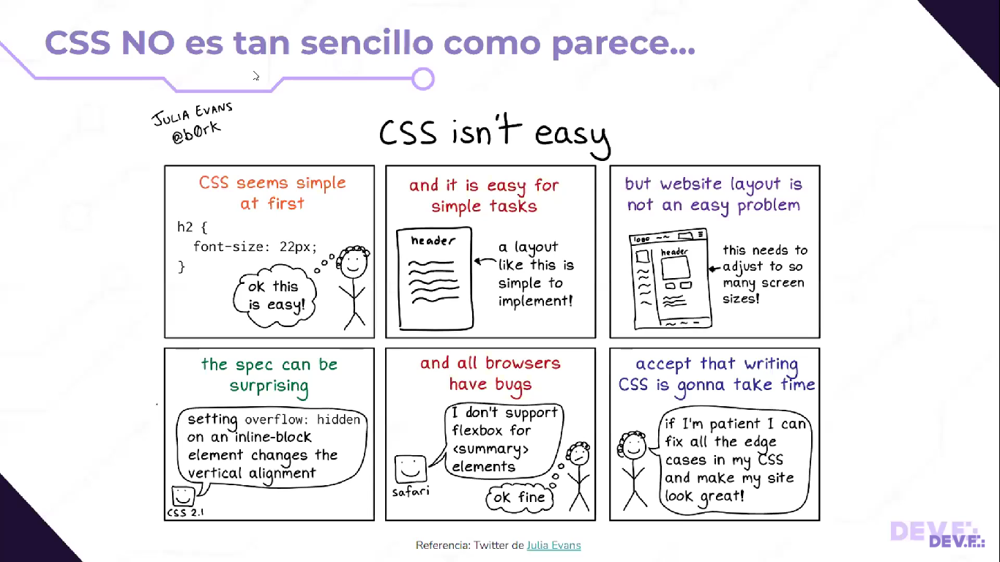 CSS NO es tan sencillo como parece...
JULIA EVANS
@b0rk
CSS isn't easy
CSS seems simple
at first
h2 {
font-size: 22px;
}
ok this
is easy!
and it is easy for
simple tasks
header
a layout
like this is
simple to
implement!
but website layout is
not an easy problem
logo
header
this needs to
adjust to so
many screen
sizes!
the spec can be
surprising
setting overflow: hidden
on an inline-block
element changes the
vertical alignment
CSS 2.1
and all browsers
have bugs
I don't support
flexbox for
<summary>
elements
safari
ok fine
accept that writing
CSS is gonna take time
if I'm patient I can
fix all the edge
cases in my CSS
and make my site
look great!
Referencia: Twitter de Julia Evans
DEV.F.:
DEV.F.: